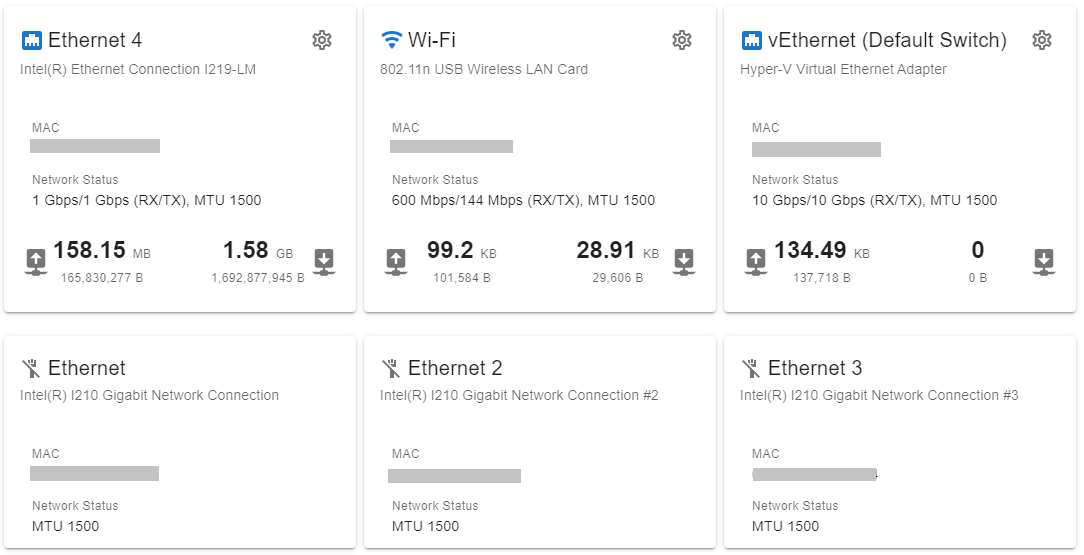 Ethernet 4
Intel(R) Ethernet Connection I219-LM
MAC
Network Status
1 Gbps/1 Gbps (RX/TX), MTU 1500
158.15 MB
165,830,277 B
1.58 GB
1,692,877,945 B
Wi-Fi
802.11n USB Wireless LAN Card
MAC
Network Status
600 Mbps/144 Mbps (RX/TX), MTU 1500
99.2 KB
101,584 B
28.91 KB
29,606 B
vEthernet (Default Switch)
Hyper-V Virtual Ethernet Adapter
MAC
Network Status
10 Gbps/10 Gbps (RX/TX), MTU 1500
134.49 KB
137,718 B
0
0 B
Ethernet
Intel(R) I210 Gigabit Network Connection
MAC
Network Status
MTU 1500
Ethernet 2
Intel(R) I210 Gigabit Network Connection #2
MAC
Network Status
MTU 1500
Ethernet 3
Intel(R) I210 Gigabit Network Connection #3
MAC
Network Status
MTU 1500